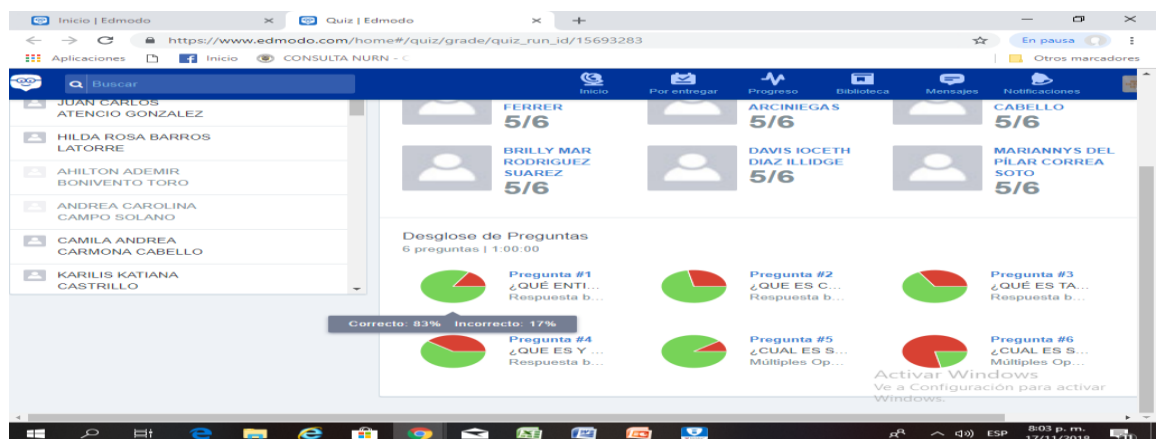 Inicio | Edmodo
Quiz | Edmodo
https://www.edmodo.com/home#/quiz/grade/quiz_run_id/15693283
En pausa
Aplicaciones
Inicio
CONSULTA NURN - C
Otros marcadores
Buscar
Inicio
Por entregar
Progreso
Biblioteca
Mensajes
Notificaciones
JUAN CARLOS
ATENCIO GONZALEZ
HILDA ROSA BARROS
LATORRE
AHILTON ADEMIR
BONIVENTO TORO
ANDREA CAROLINA
CAMPO SOLANO
CAMILA ANDREA
CARMONA CABELLO
KARILIS KATIANA
CASTRILLO
FERRER
5/6
ARCINIEGAS
5/6
CABELLO
5/6
BRILLY MAR
RODRIGUEZ
SUAREZ
5/6
DAVIS IOCETH
DIAZ ILLIDGE
5/6
MARIANNYS DEL
PÍLAR CORREA
SOTO
5/6
Desglose de Preguntas
6 preguntas | 1:00:00
Pregunta #1
¿QUÉ ENTI...
Respuesta b...
Pregunta #2
¿QUE ES C...
Respuesta b...
Pregunta #3
¿QUÉ ES TA...
Respuesta b...
Correcto: 83% Incorrecto: 17%
Pregunta #4
¿QUE ES Y ...
Respuesta b...
Pregunta #5
¿CUAL ES S...
Múltiples Op...
Pregunta #6
¿CUAL ES S...
Múltiples Op...
Activar Windows
Ve a Configuración para activar
Windows.
ESP
8:03 p. m.
17/11/2018